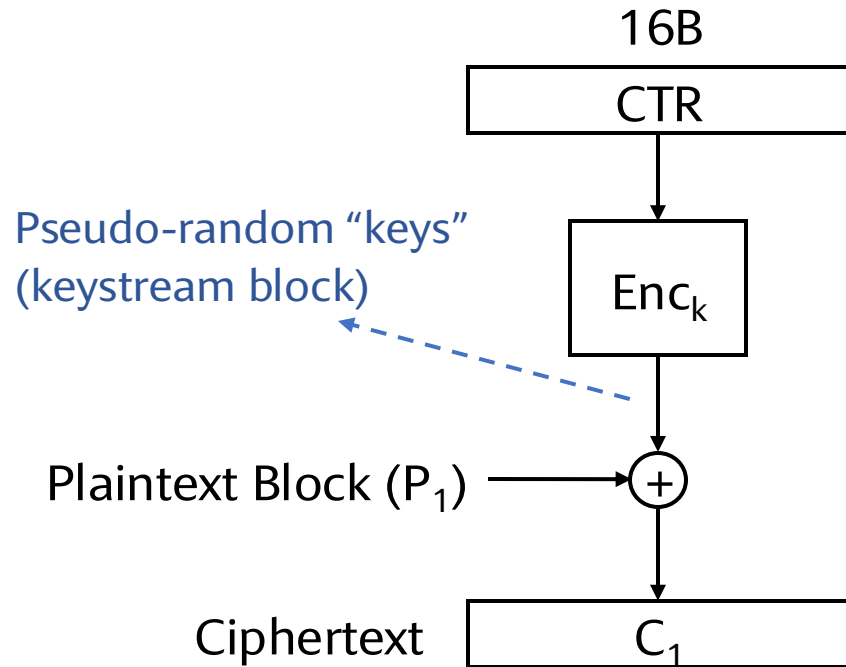 16B
CTR
Pseudo-random “keys”
(keystream block)
Encₖ
+
Plaintext Block (P₁)
Ciphertext
C₁